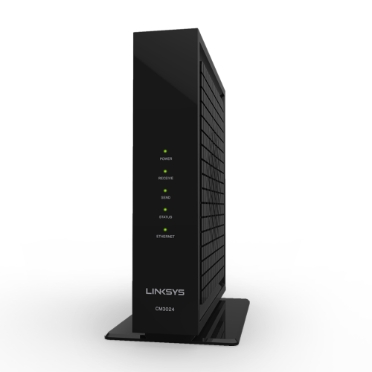 POWER
RECEIVE
SEND
STATUS
ETHERNET
LINKSYS
CM3024